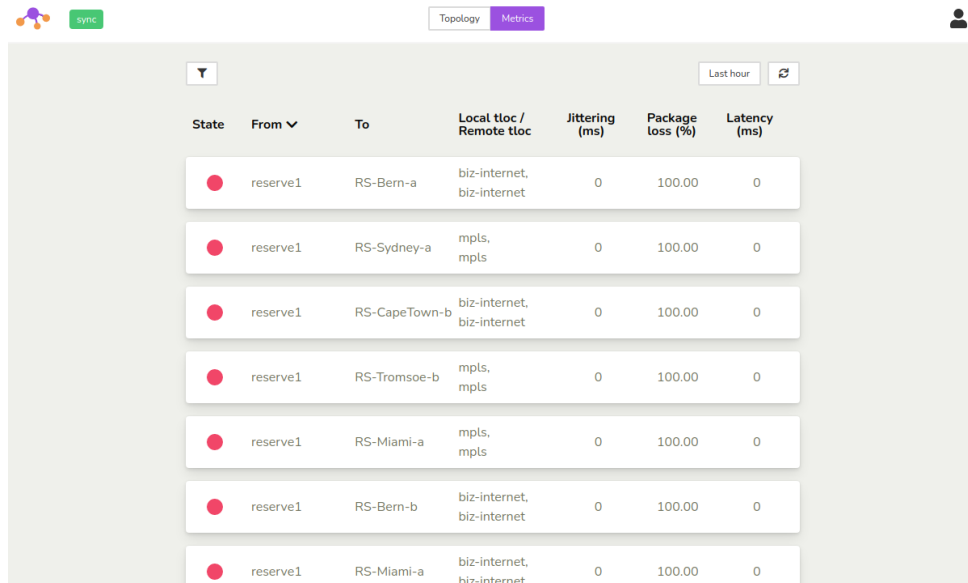 sync
Topology Metrics
Last hour
State From To Local tloc / Remote tloc Jittering (ms) Package loss (%) Latency (ms)
reserve1 RS-Bern-a biz-internet, biz-internet 0 100.00 0
reserve1 RS-Sydney-a mpls, mpls 0 100.00 0
reserve1 RS-CapeTown-b biz-internet, biz-internet 0 100.00 0
reserve1 RS-Tromsoe-b mpls, mpls 0 100.00 0
reserve1 RS-Miami-a mpls, mpls 0 100.00 0
reserve1 RS-Bern-b biz-internet, biz-internet 0 100.00 0
reserve1 RS-Miami-a biz-internet, biz-internet 0 100.00 0